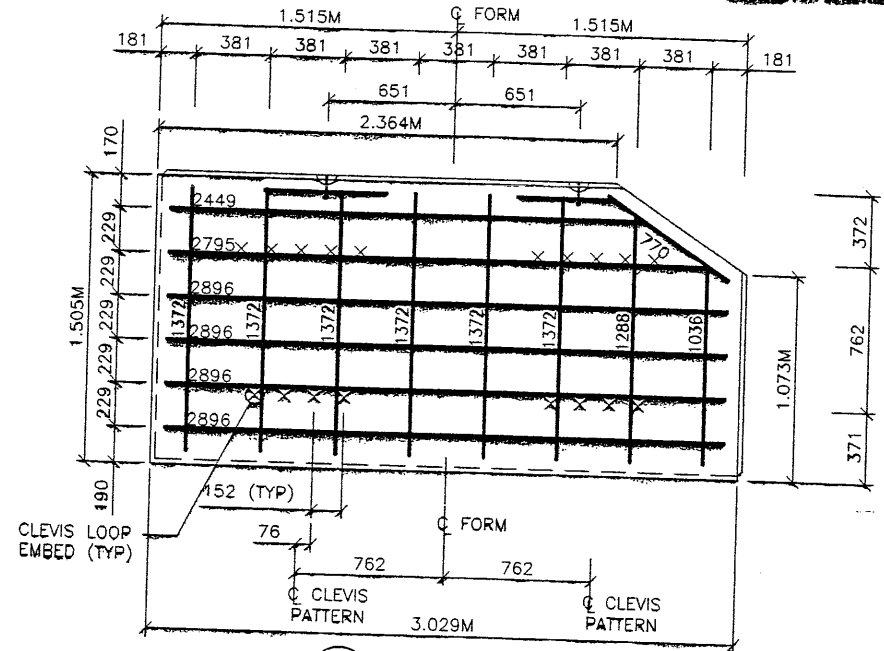 ℄ FORM
1.515M 1.515M
181 381 381 381 381 381 381 381 181
651 651
2.364M
170
229
229
229
229
229
190
1.505M
2449
2795
2896
2896
2896
2896
1372 1372 1372 1372 1372 1372 1288 1036
770
372
762
371
1.073M
152 (TYP)
CLEVIS LOOP
EMBED (TYP)
76
℄ FORM
762 762
℄ CLEVIS
PATTERN
℄ CLEVIS
PATTERN
3.029M